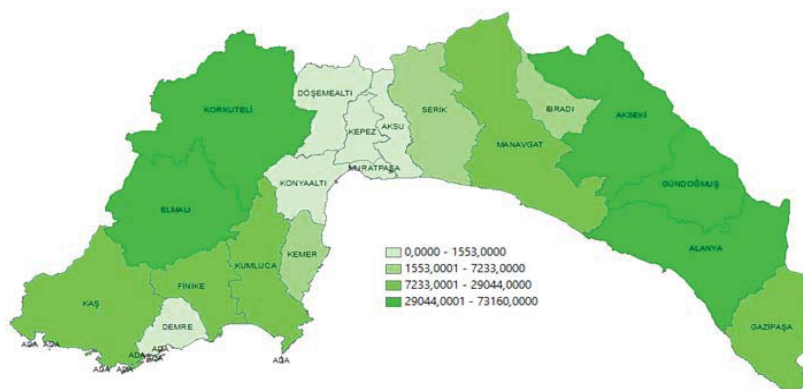 DÖŞEMEALTI
KORKUTELİ
KEPEZ
AKSU
SERİK
İBRADI
AKSEKİ
MANAVGAT
MURATPAŞA
KONYAALTI
GÜNDOĞMUŞ
ELMALI
ALANYA
KEMER
KUMLUCA
FİNİKE
KAŞ
DEMRE
GAZİPAŞA
0,0000 - 1553,0000
1553,0001 - 7233,0000
7233,0001 - 29044,0000
29044,0001 - 73160,0000
ADA
ADA
ADA
ADA
ADA
ADA
ADA
ADA